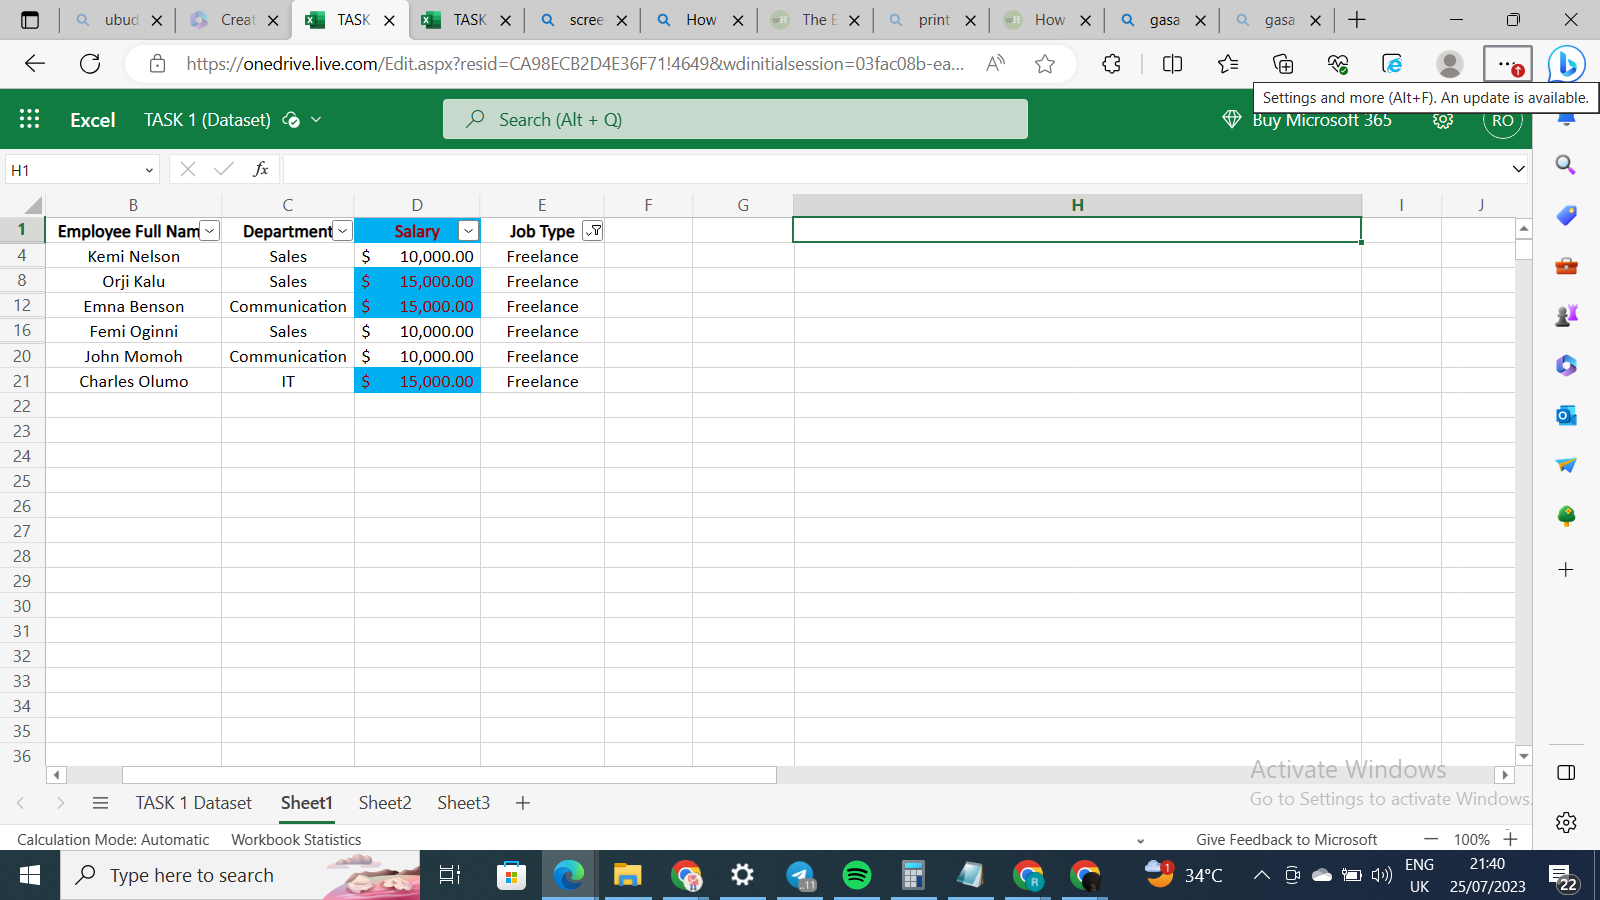 ubud
Creat
TASK
TASK
scree
How
The E
print
How
gasa
gasa
https://onedrive.live.com/Edit.aspx?resid=CA98ECB2D4E36F71!4649&wdinitialsession=03fac08b-ea...
Settings and more (Alt+F). An update is available.
Excel TASK 1 (Dataset)
Search (Alt + Q)
Buy Microsoft 365
RO
H1
fx
B C D E F G H I J
1 Employee Full Nam Department Salary Job Type
4 Kemi Nelson Sales $ 10,000.00 Freelance
8 Orji Kalu Sales $ 15,000.00 Freelance
12 Emna Benson Communication $ 15,000.00 Freelance
16 Femi Oginni Sales $ 10,000.00 Freelance
20 John Momoh Communication $ 10,000.00 Freelance
21 Charles Olumo IT $ 15,000.00 Freelance
22
23
24
25
26
27
28
29
30
31
32
33
34
35
36
Activate Windows
Go to Settings to activate Windows.
TASK 1 Dataset Sheet1 Sheet2 Sheet3
Calculation Mode: Automatic Workbook Statistics
Give Feedback to Microsoft
100%
Type here to search
11
R
1
34°C
ENG
UK
21:40
25/07/2023
22